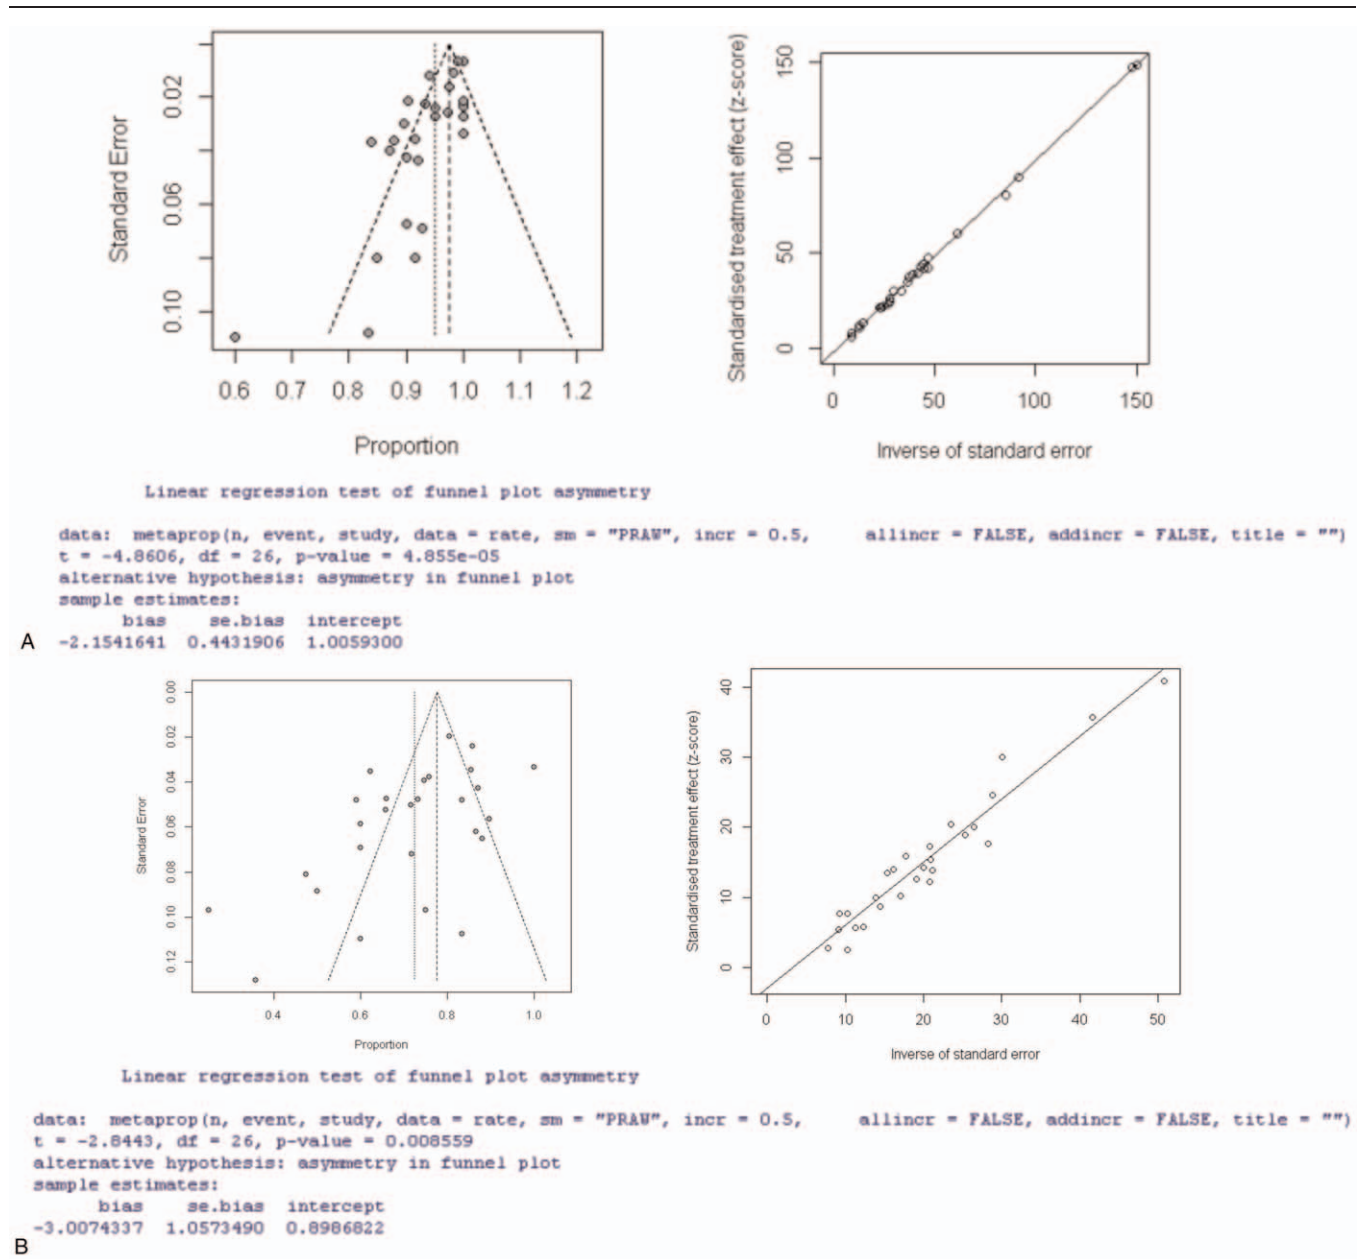 Standard Error
0.02
0.06
0.10
0.6 0.7 0.8 0.9 1.0 1.1 1.2
Proportion
Standardised treatment effect (z-score)
150
100
50
0
0 50 100 150
Inverse of standard error
Linear regression test of funnel plot asymmetry
data: metaprop(n, event, study, data = rate, sm = "PRAW", incr = 0.5, allincr = FALSE, addincr = FALSE, title = "")
t = -4.8606, df = 26, p-value = 4.855e-05
alternative hypothesis: asymmetry in funnel plot
sample estimates:
bias se.bias intercept
-2.1541641 0.4431906 1.0059300
A
Standard Error
0.00
0.02
0.04
0.06
0.08
0.10
0.12
0.4 0.6 0.8 1.0
Proportion
Standardised treatment effect (z-score)
40
30
20
10
0
0 10 20 30 40 50
Inverse of standard error
Linear regression test of funnel plot asymmetry
data: metaprop(n, event, study, data = rate, sm = "PRAW", incr = 0.5, allincr = FALSE, addincr = FALSE, title = "")
t = -2.8443, df = 26, p-value = 0.008559
alternative hypothesis: asymmetry in funnel plot
sample estimates:
bias se.bias intercept
-3.0074337 1.0573490 0.8986822
B